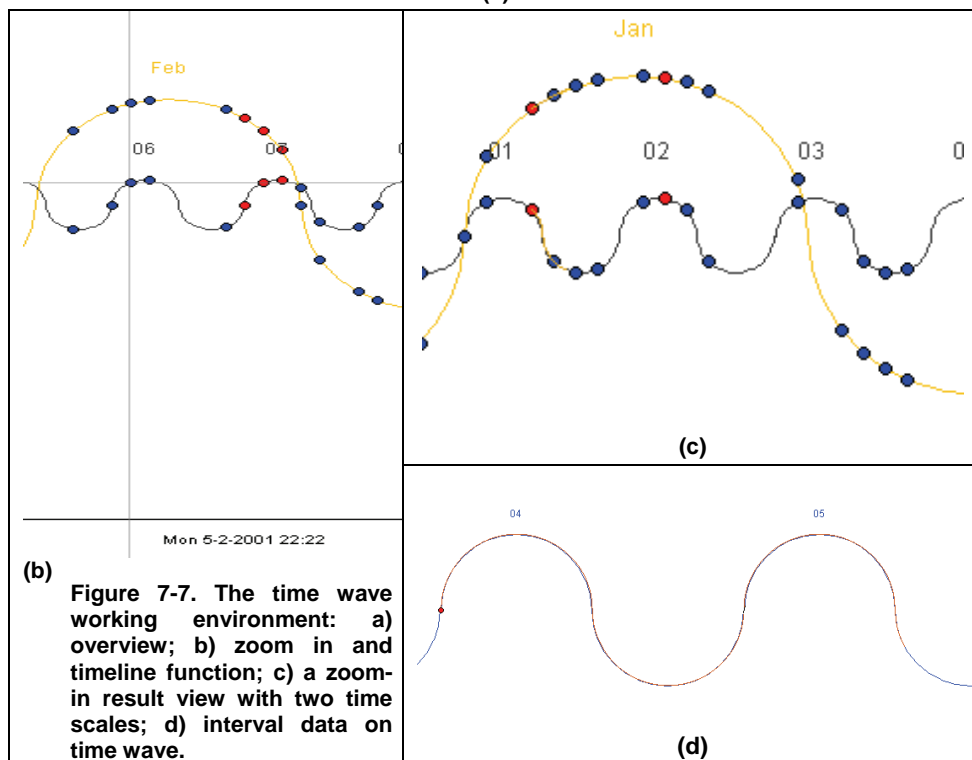 Feb
06
07
0
Mon 5-2-2001 22:22
(b)
Figure 7-7. The time wave
working environment: a)
overview; b) zoom in and
timeline function; c) a zoom-
in result view with two time
scales; d) interval data on
time wave.
Jan
01
02
03
0
(c)
04
05
(d)